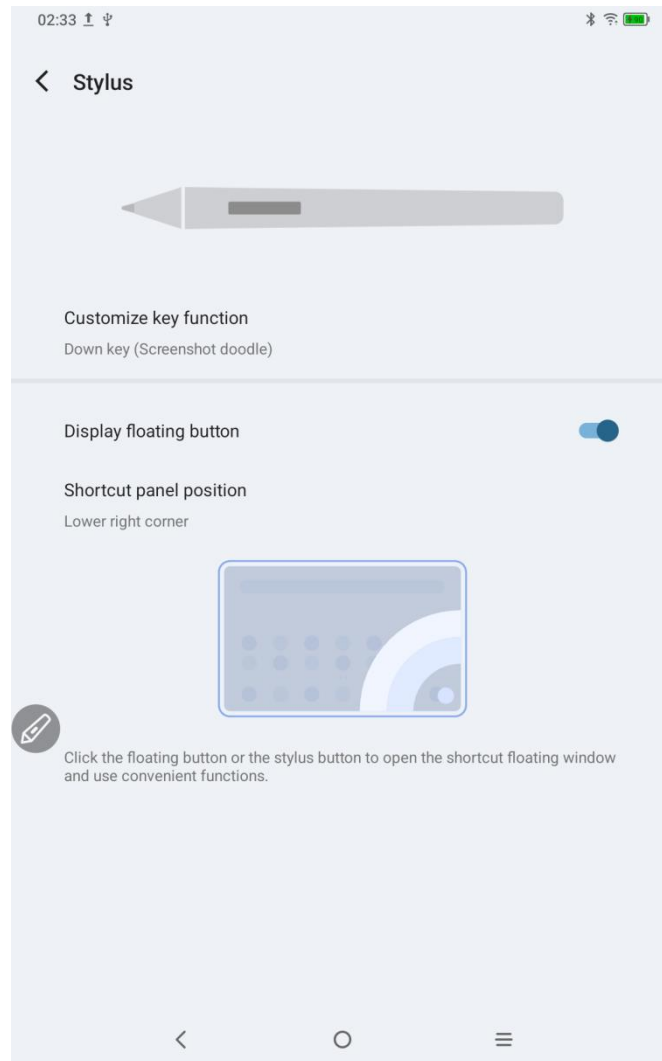 02:33
Stylus
Customize key function
Down key (Screenshot doodle)
Display floating button
Shortcut panel position
Lower right corner
Click the floating button or the stylus button to open the shortcut floating window
and use convenient functions.